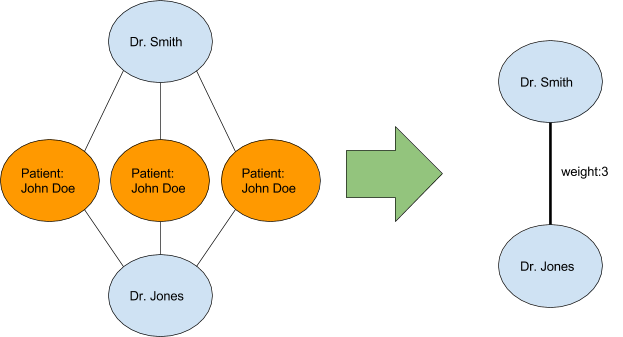 Dr. Smith
Patient:
John Doe
Patient:
John Doe
Patient:
John Doe
Dr. Jones
Dr. Smith
weight:3
Dr. Jones